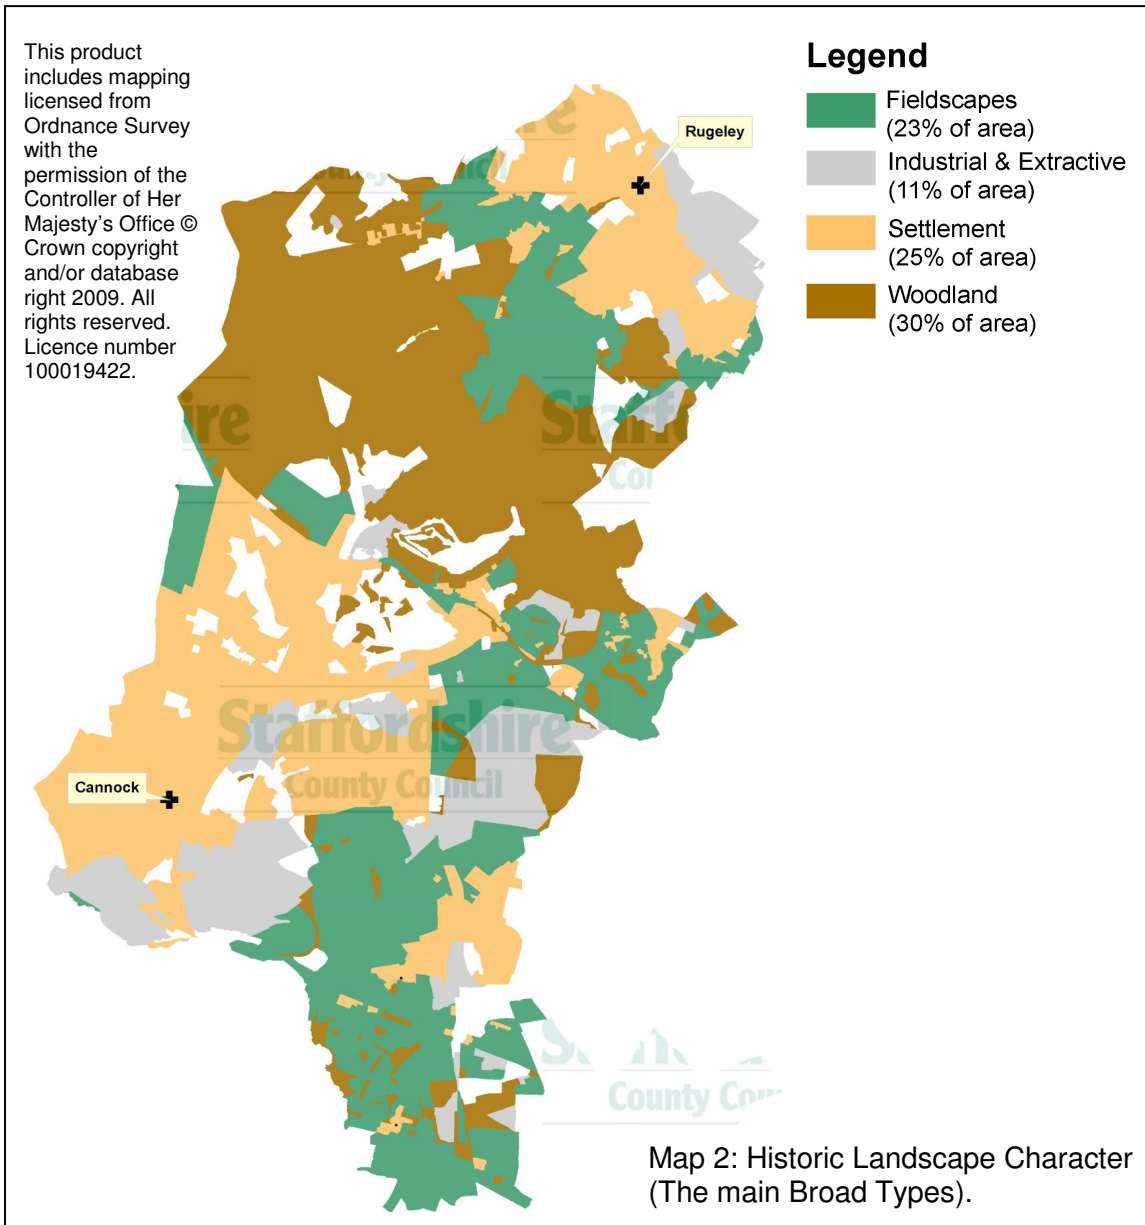 This product
includes mapping
licensed from
Ordnance Survey
with the
permission of the
Controller of Her
Majesty's Office ©
Crown copyright
and/or database
right 2009. All
rights reserved.
Licence number
100019422.
Legend
Fieldscapes
(23% of area)
Industrial & Extractive
(11% of area)
Settlement
(25% of area)
Woodland
(30% of area)
Rugeley
Cannock
Staffordshire
County Council
County
Map 2: Historic Landscape Character
(The main Broad Types).